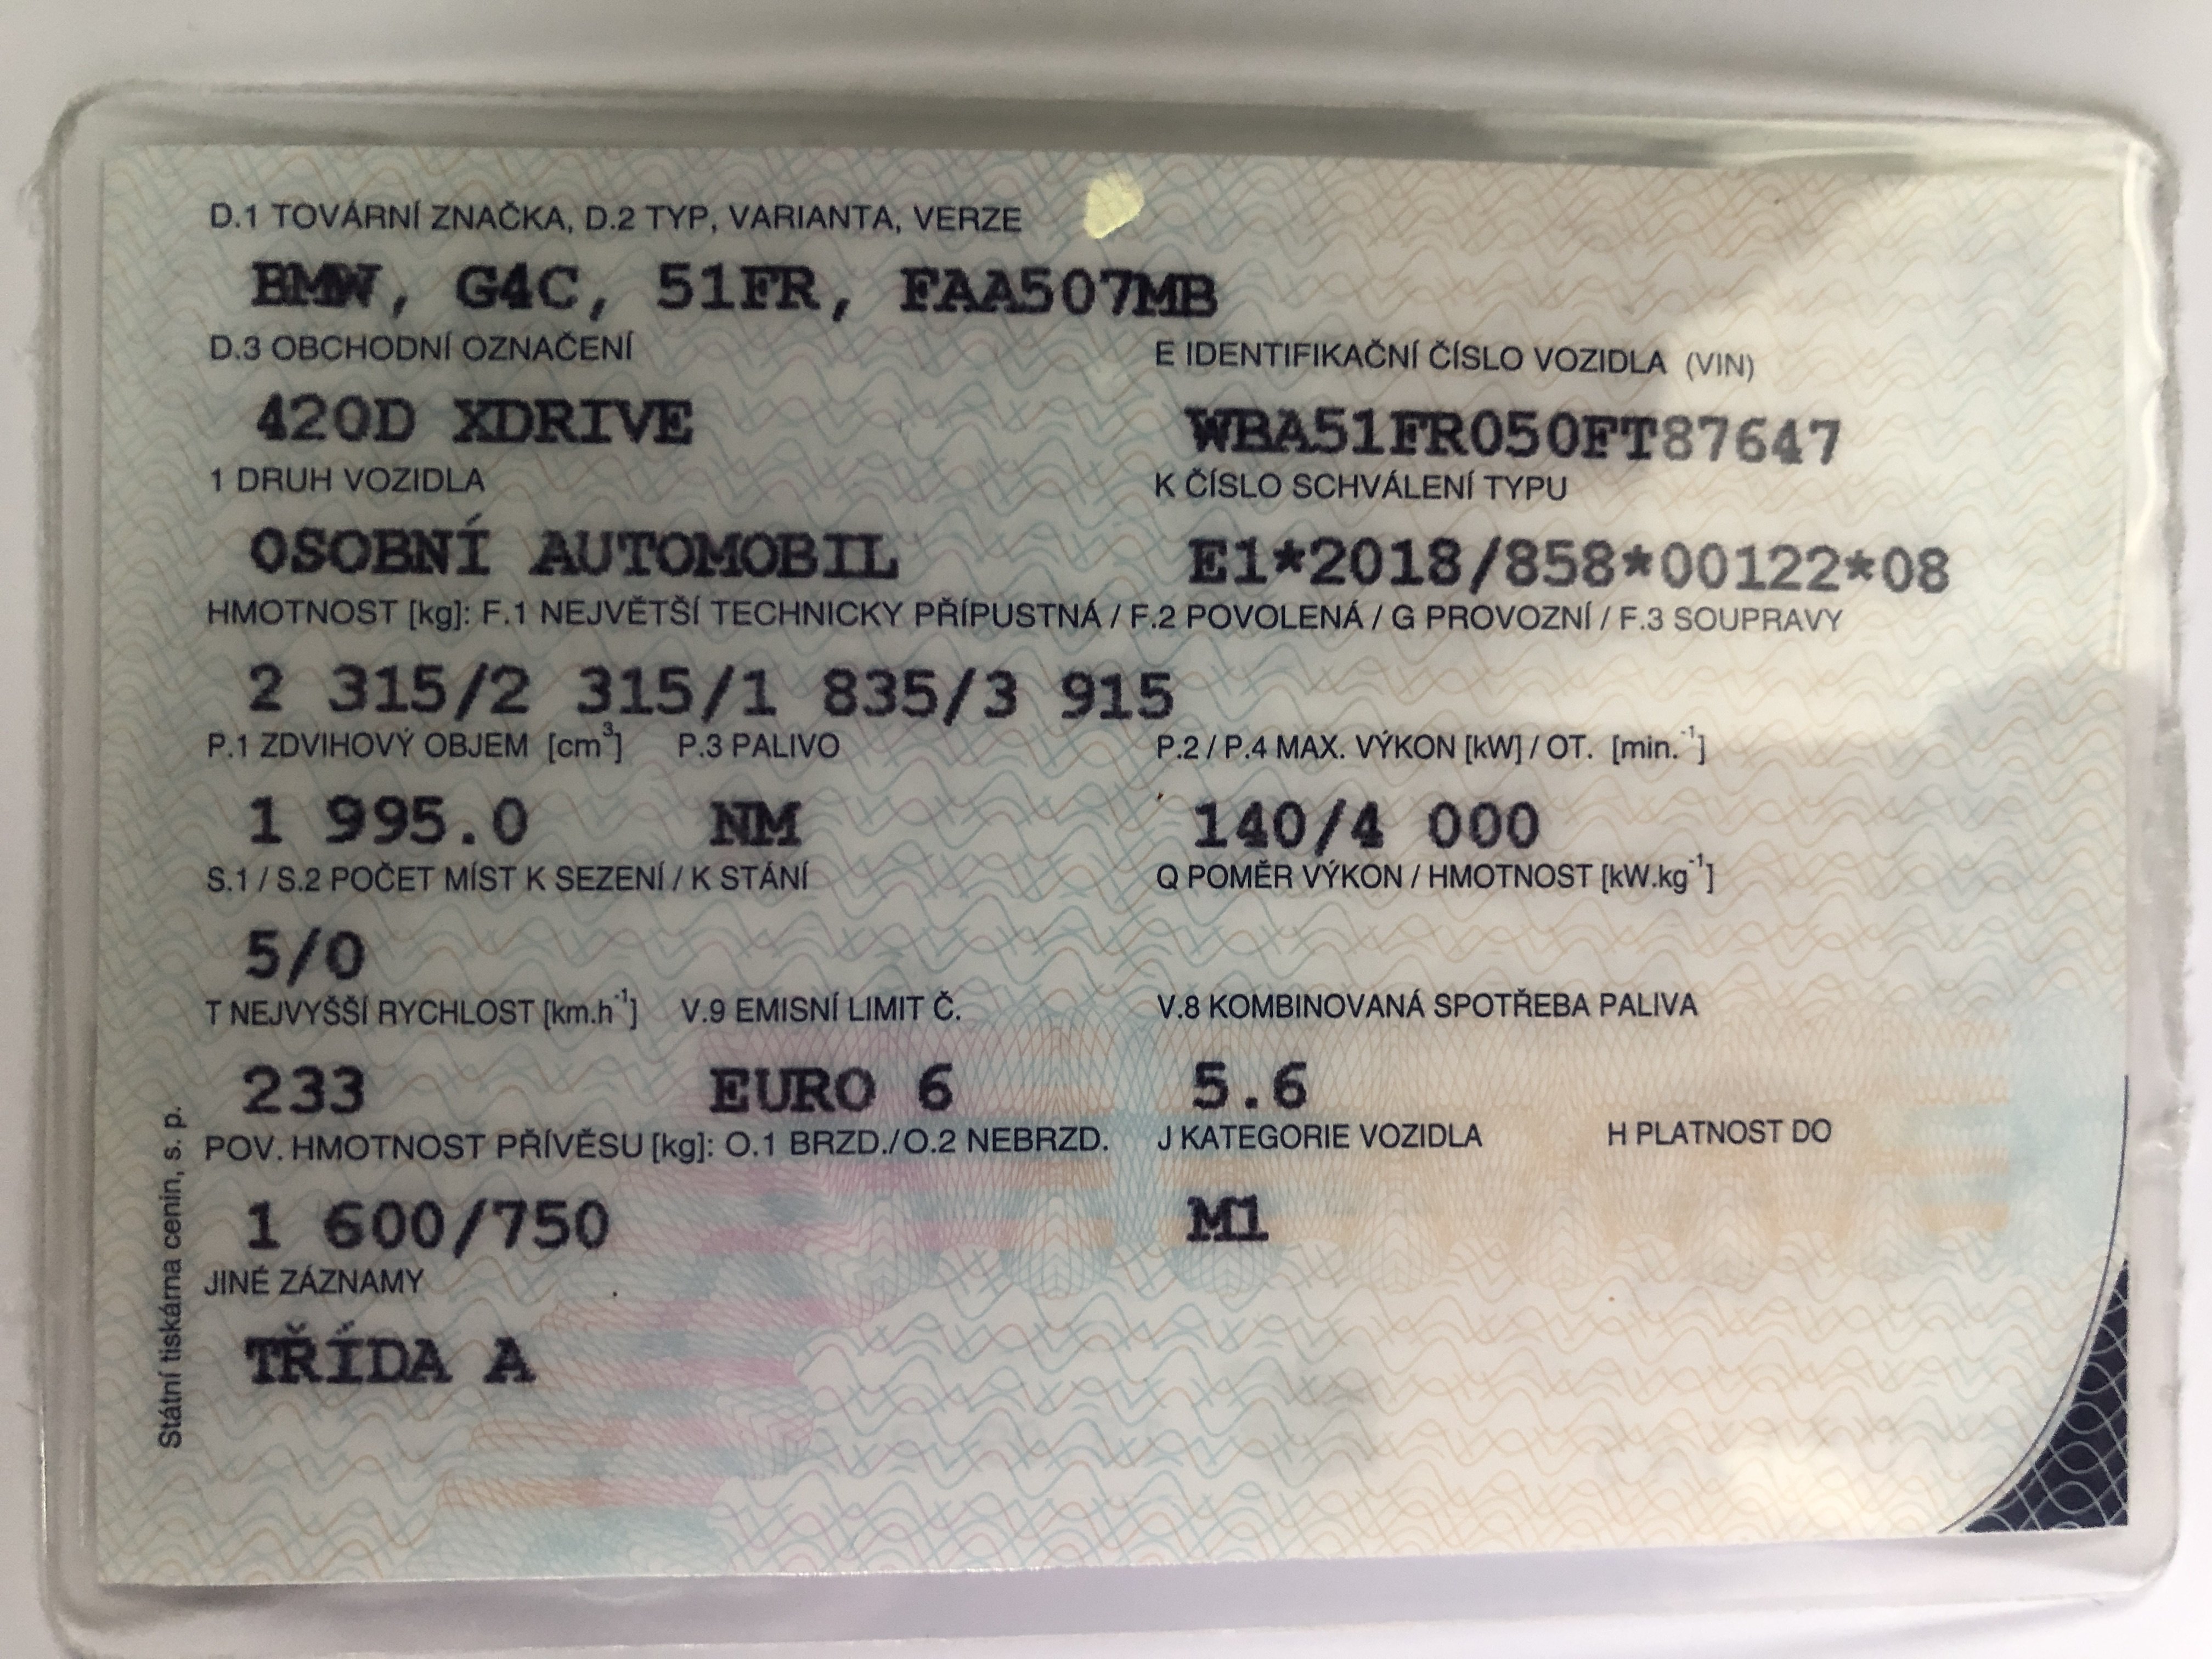 D.1 TOVÁRNÍ ZNAČKA, D.2 TYP, VARIANTA, VERZE
BMW, G4C, 51FR, FAA507MB
D.3 OBCHODNÍ OZNAČENÍ E IDENTIFIKAČNÍ ČÍSLO VOZIDLA (VIN)
420D XDRIVE WBA51FR050FT87647
1 DRUH VOZIDLA K ČÍSLO SCHVÁLENÍ TYPU
OSOBNÍ AUTOMOBIL E1*2018/858*00122*08
HMOTNOST [kg]: F.1 NEJVĚTŠÍ TECHNICKY PŘÍPUSTNÁ / F.2 POVOLENÁ / G PROVOZNÍ / F.3 SOUPRAVY
2 315/2 315/1 835/3 915
P.1 ZDVIHOVÝ OBJEM [cm³] P.3 PALIVO P.2 / P.4 MAX. VÝKON [kW] / OT. [min.⁻¹]
1 995.0 NM 140/4 000
S.1 / S.2 POČET MÍST K SEZENÍ / K STÁNÍ Q POMĚR VÝKON / HMOTNOST [kW.kg⁻¹]
5/0
T NEJVYŠŠÍ RYCHLOST [km.h⁻¹] V.9 EMISNÍ LIMIT Č. V.8 KOMBINOVANÁ SPOTŘEBA PALIVA
233 EURO 6 5.6
POV. HMOTNOST PŘÍVĚSU [kg]: O.1 BRZD./O.2 NEBRZD. J KATEGORIE VOZIDLA H PLATNOST DO
1 600/750 M1
JINÉ ZÁZNAMY
TŘÍDA A
Státní tiskárna cenin, s. p.